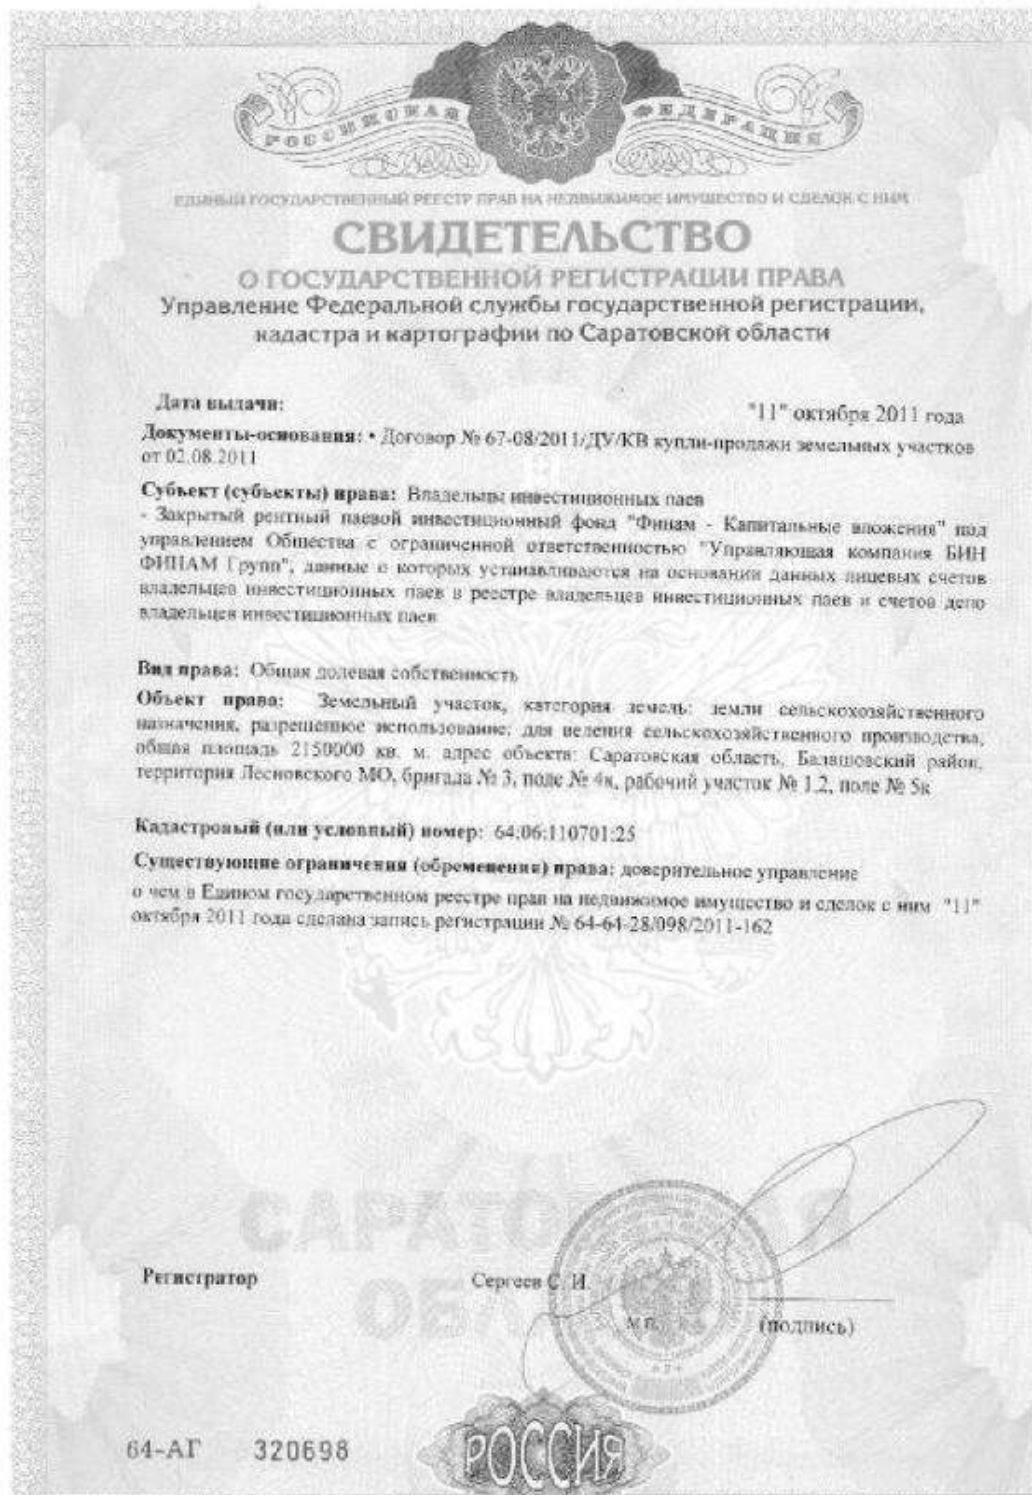 РОССИЙСКАЯ ФЕДЕРАЦИЯ
ЕДИНЫЙ ГОСУДАРСТВЕННЫЙ РЕЕСТР ПРАВ НА НЕДВИЖИМОЕ ИМУЩЕСТВО И СДЕЛОК С НИМ
СВИДЕТЕЛЬСТВО
О ГОСУДАРСТВЕННОЙ РЕГИСТРАЦИИ ПРАВА
Управление Федеральной службы государственной регистрации,
кадастра и картографии по Саратовской области
Дата выдачи: "11" октября 2011 года
Документы-основания: • Договор № 67-08/2011/ДУ/КВ купли-продажи земельных участков
от 02.08.2011
Субъект (субъекты) права: Владельцы инвестиционных паев
- Закрытый рентный паевой инвестиционный фонд "Финам - Капитальные вложения" под
управлением Общества с ограниченной ответственностью "Управляющая компания БИН
ФИНАМ Групп", данные о которых устанавливаются на основании данных лицевых счетов
владельцев инвестиционных паев в реестре владельцев инвестиционных паев и счетов депо
владельцев инвестиционных паев
Вид права: Общая долевая собственность
Объект права: Земельный участок, категория земель: земли сельскохозяйственного
назначения, разрешенное использование: для ведения сельскохозяйственного производства,
общая площадь 2150000 кв. м, адрес объекта: Саратовская область, Балашовский район,
территория Лесновского МО, бригада № 3, поле № 4к, рабочий участок № 1,2, поле № 5к
Кадастровый (или условный) номер: 64:06:110701:25
Существующие ограничения (обременения) права: доверительное управление
о чем в Едином государственном реестре прав на недвижимое имущество и сделок с ним "11"
октября 2011 года сделана запись регистрации № 64-64-28/098/2011-162
САРАТОВСКАЯ
ОБЛАСТЬ
Регистратор Сергеев С. И.
М.П. (подпись)
64-АГ 320698
РОССИЯ